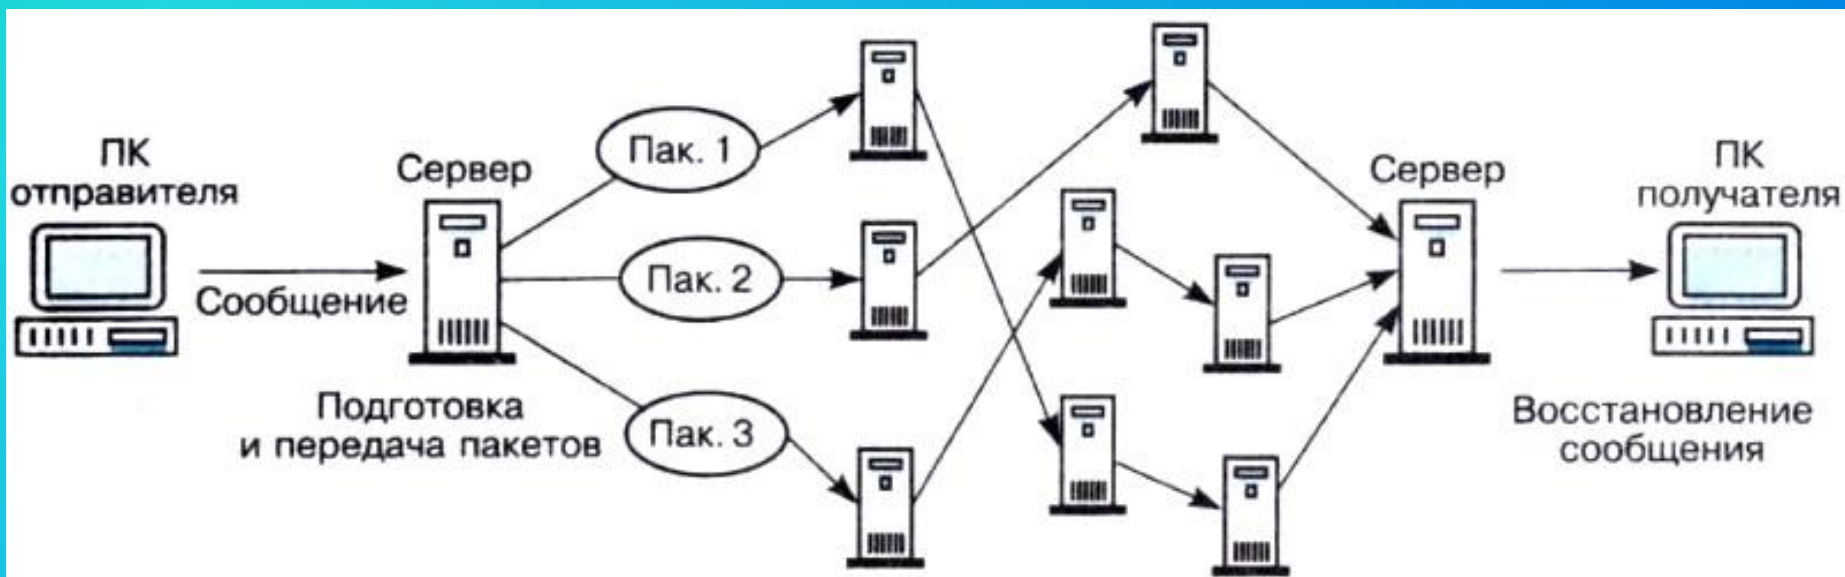 ПК
отправителя
Сообщение
Сервер
Подготовка
и передача пакетов
Пак. 1
Пак. 2
Пак. 3
Сервер
ПК
получателя
Восстановление
сообщения